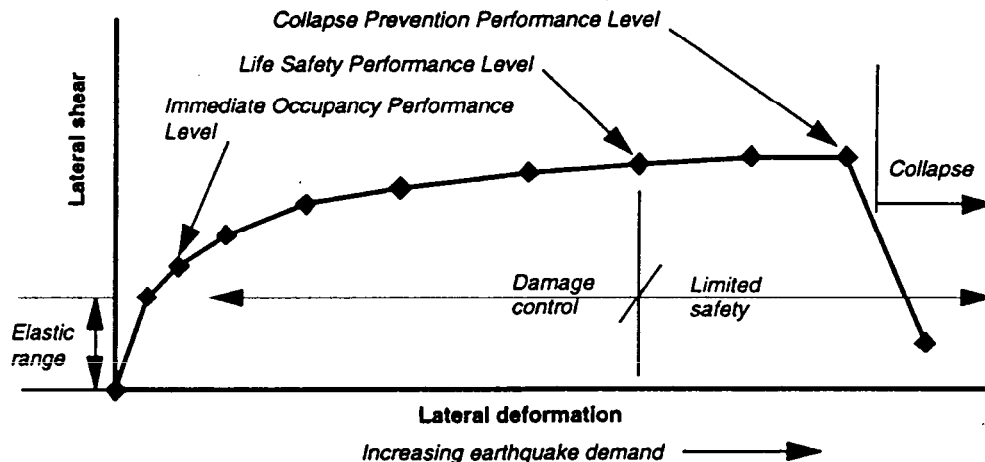 Collapse Prevention Performance Level
Life Safety Performance Level
Immediate Occupancy Performance
Level
Lateral shear
Collapse
Damage
control
Limited
safety
Elastic
range
Lateral deformation
Increasing earthquake demand